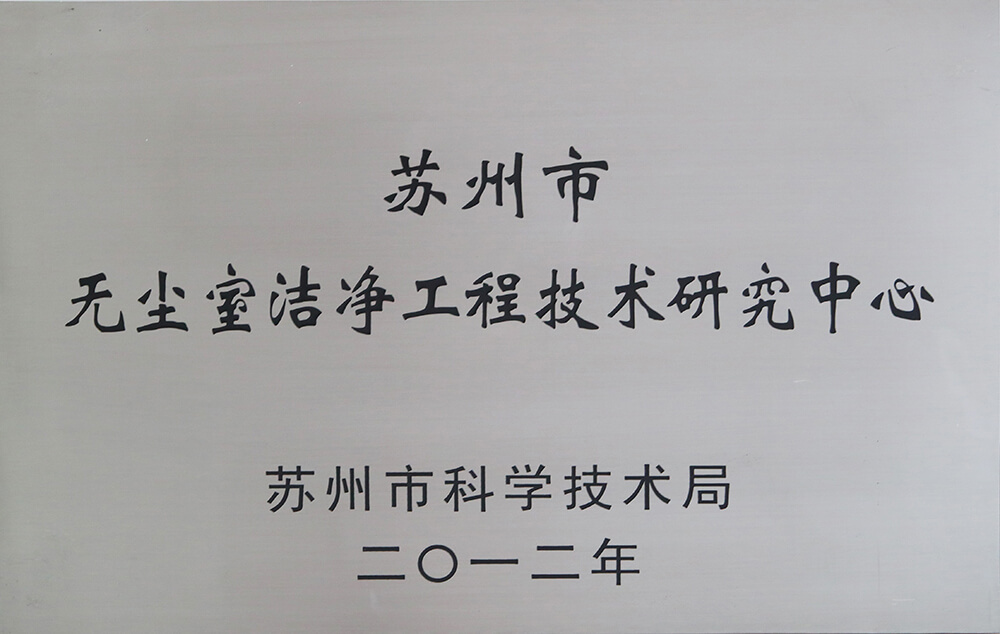 苏州市
无尘室洁净工程技术研究中心
苏州市科学技术局
二〇一二年